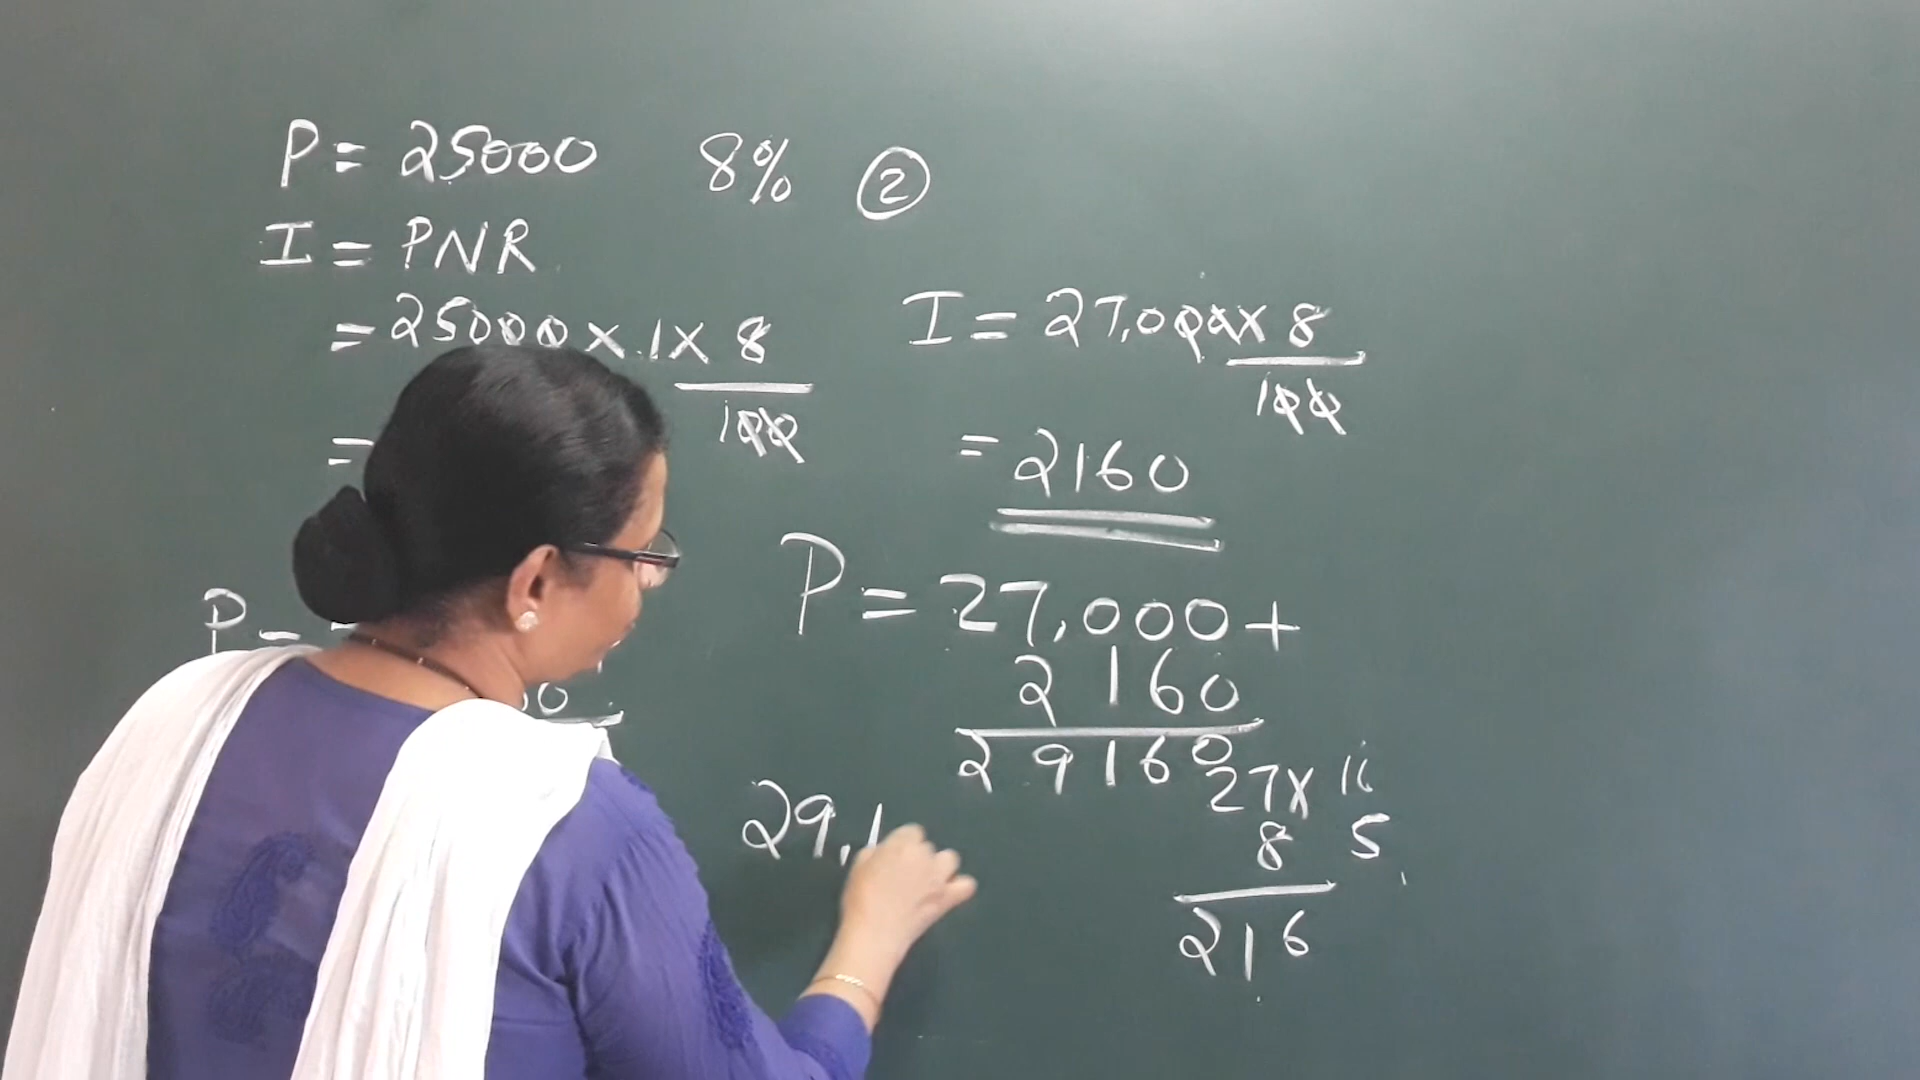 P = 25000 8% ②
I = PNR
= 25000 × 1 × 8
100
=
I = 27,000 × 8
100
= 2160
P = 27,000 +
2160
29160
27 × 16
8 5
216
P =
0
29,1